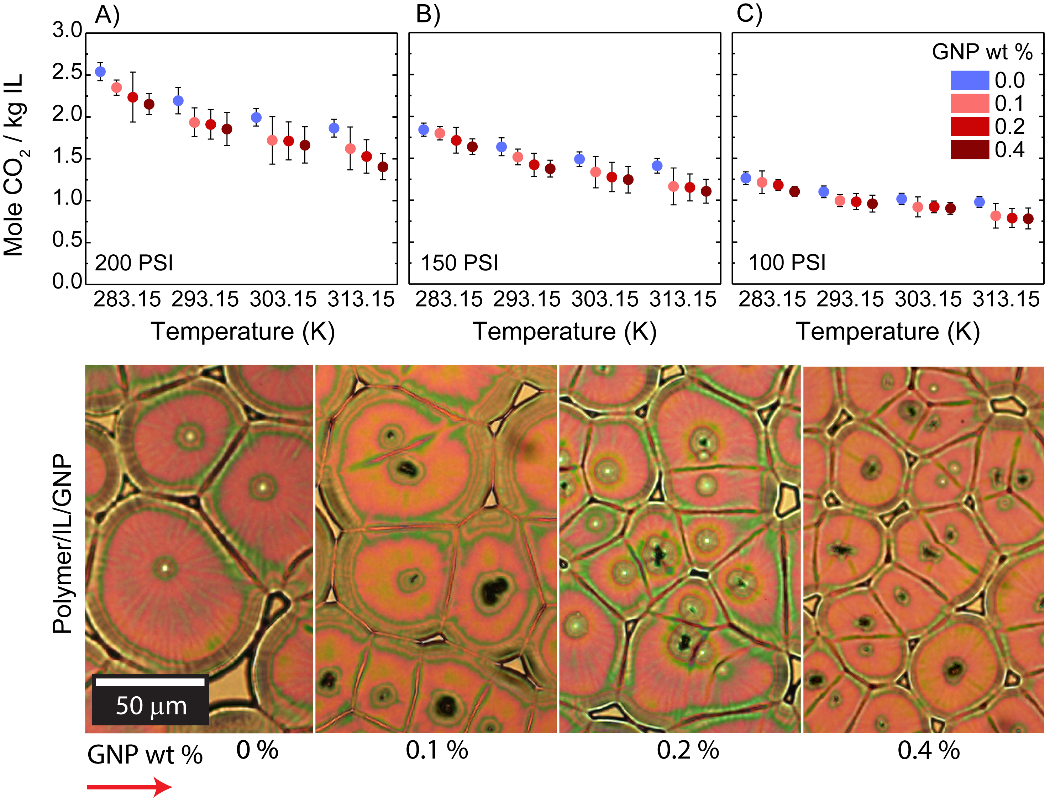 A)
B)
C)
Mole CO2 / kg IL
3.0
2.5
2.0
1.5
1.0
0.5
0.0
GNP wt %
0.0
0.1
0.2
0.4
200 PSI
150 PSI
100 PSI
283.15 293.15 303.15 313.15
283.15 293.15 303.15 313.15
283.15 293.15 303.15 313.15
Temperature (K)
Temperature (K)
Temperature (K)
Polymer/IL/GNP
50 μm
GNP wt %
0 %
0.1 %
0.2 %
0.4 %